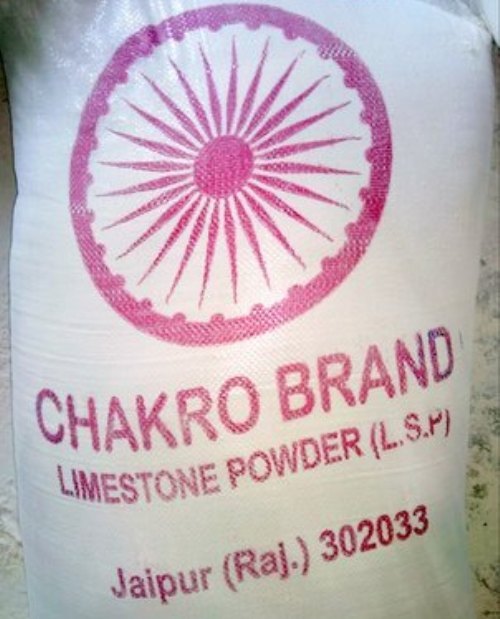 CHAKRO BRAND
LIMESTONE POWDER (L.S.P)
Jaipur (Raj.) 302033